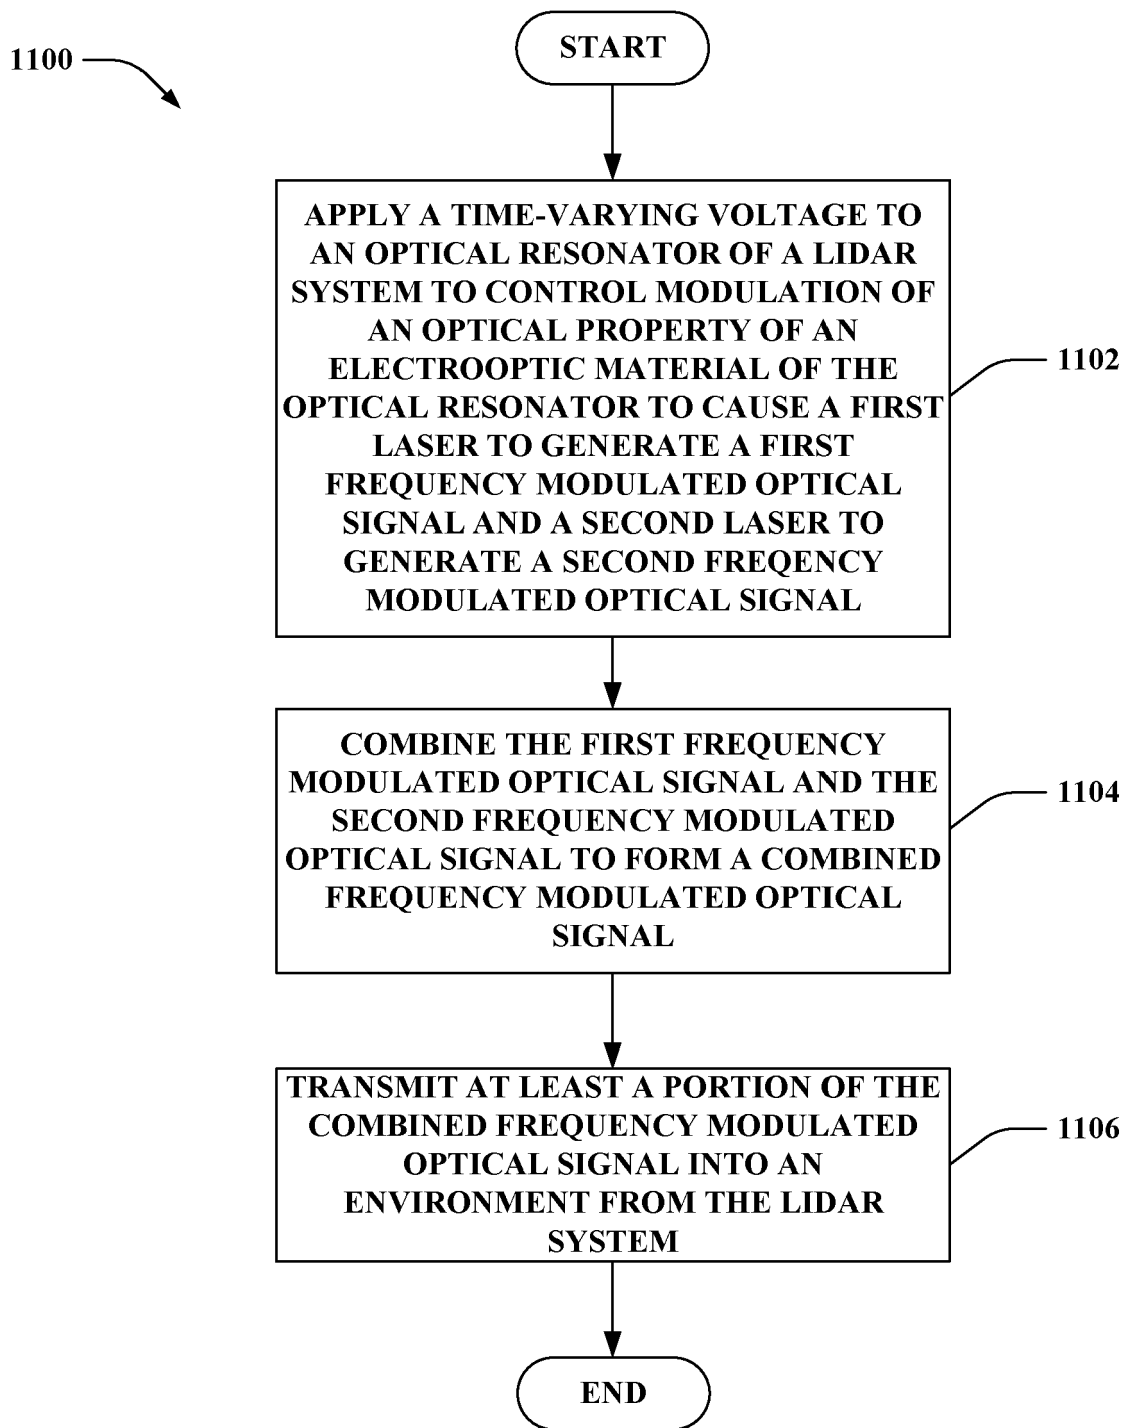 1100
START
APPLY A TIME-VARYING VOLTAGE TO
AN OPTICAL RESONATOR OF A LIDAR
SYSTEM TO CONTROL MODULATION OF
AN OPTICAL PROPERTY OF AN
ELECTROOPTIC MATERIAL OF THE
OPTICAL RESONATOR TO CAUSE A FIRST
LASER TO GENERATE A FIRST
FREQUENCY MODULATED OPTICAL
SIGNAL AND A SECOND LASER TO
GENERATE A SECOND FREQENCY
MODULATED OPTICAL SIGNAL
1102
COMBINE THE FIRST FREQUENCY
MODULATED OPTICAL SIGNAL AND THE
SECOND FREQUENCY MODULATED
OPTICAL SIGNAL TO FORM A COMBINED
FREQUENCY MODULATED OPTICAL
SIGNAL
1104
TRANSMIT AT LEAST A PORTION OF THE
COMBINED FREQUENCY MODULATED
OPTICAL SIGNAL INTO AN
ENVIRONMENT FROM THE LIDAR
SYSTEM
1106
END